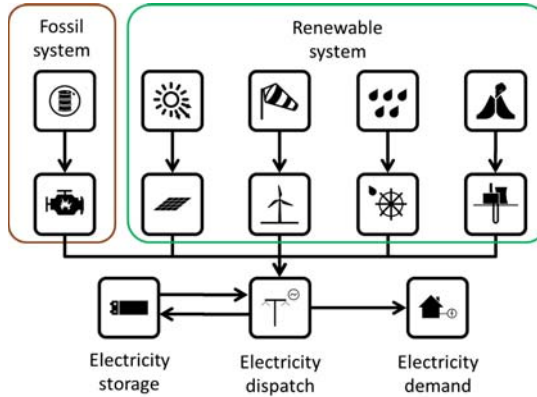 Fossil
system
Renewable
system
Electricity
storage
Electricity
dispatch
Electricity
demand